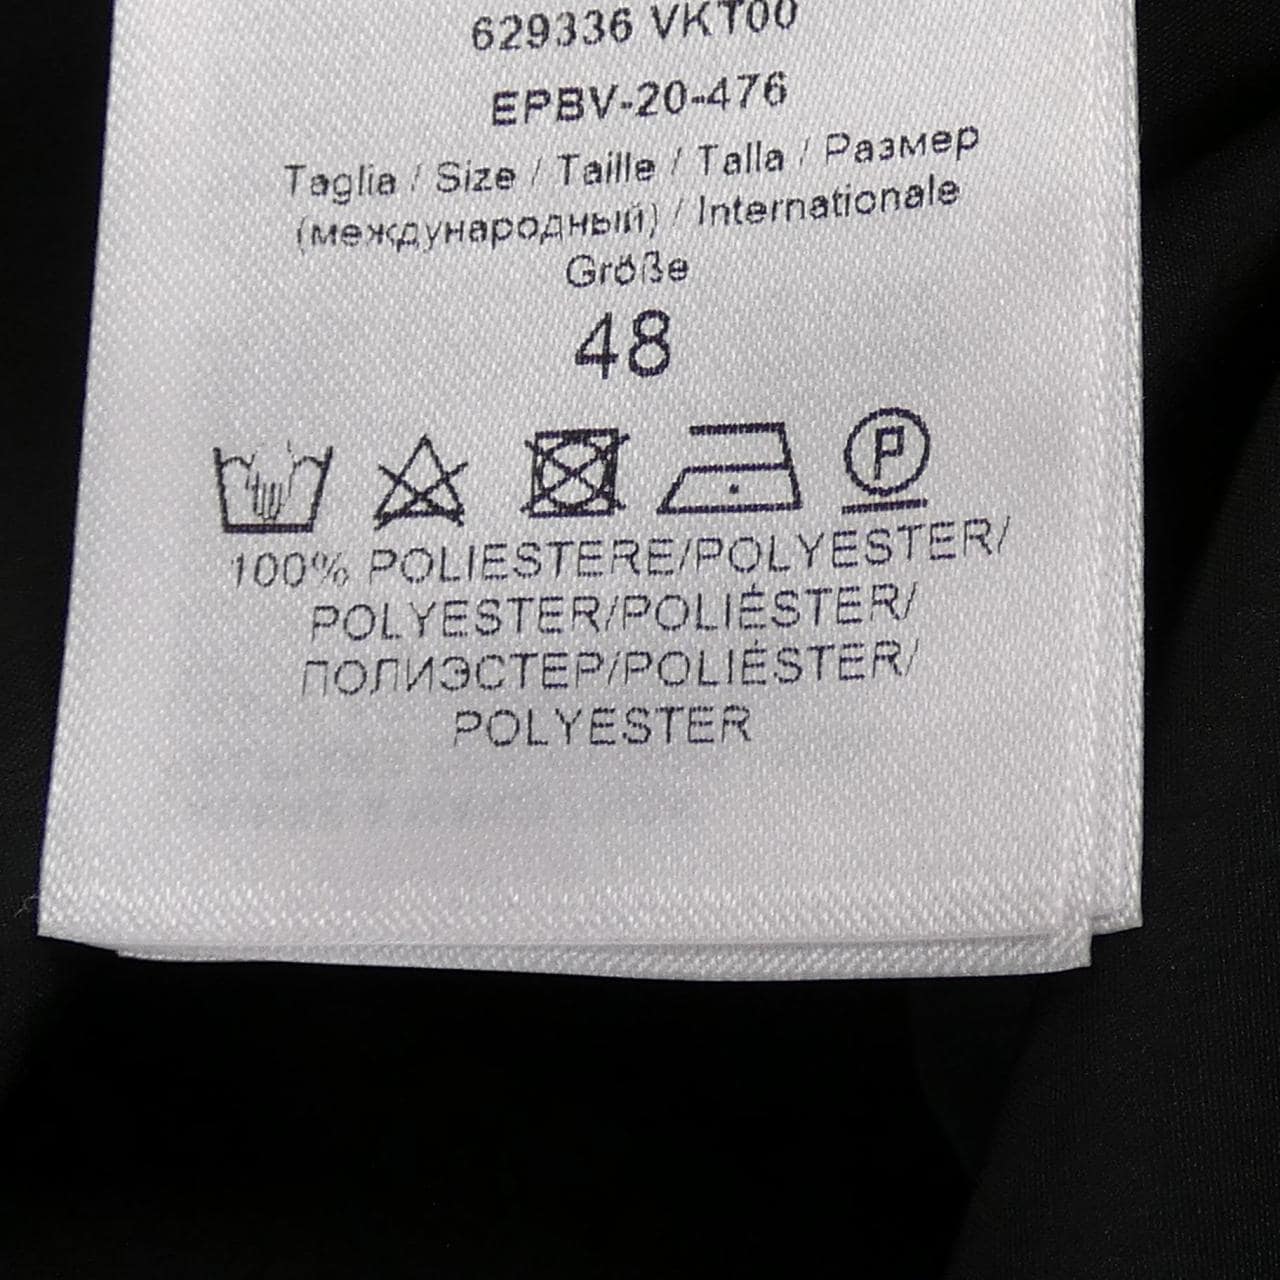 629336 VKT00
EPBV-20-476
Taglia / Size / Taille / Talla / Размер
(международный) / Internationale
Größe
48
P
100% POLIESTERE/POLYESTER/
POLYESTER/POLIÉSTER/
ПОЛИЭСТЕР/POLIÉSTER/
POLYESTER